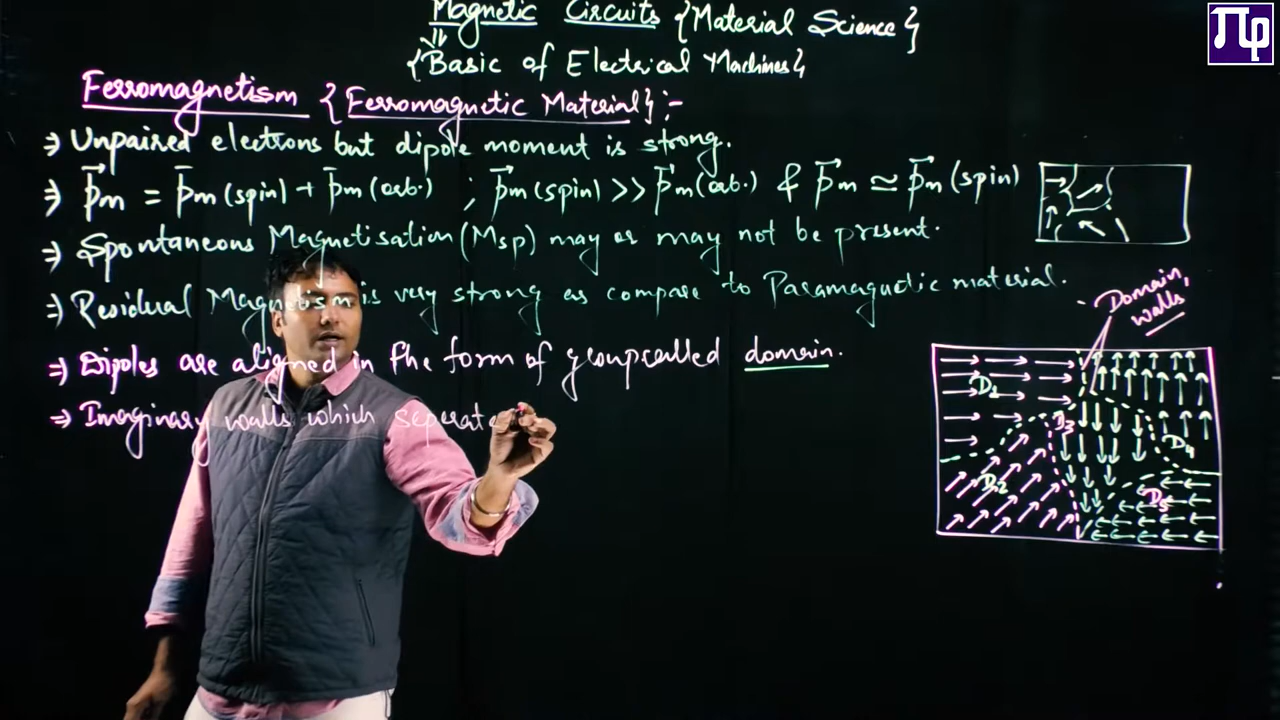 Magnetic Circuits {Material Science}
⇓
{Basic of Electrical Machines}
Ferromagnetism {Ferromagnetic Material} :-
⇒ Unpaired electrons but dipole moment is strong.
⇒ p⃗m = p̄m (spin) + p̄m (orb.) ; p⃗m (spin) >> p⃗m (orb.) & p⃗m ≃ p⃗m (spin)
⇒ Spontaneous Magnetisation (Msp) may or may not be present.
⇒ Residual Magnetism is very strong as compare to Paramagnetic material.
⇒ Dipoles are aligned in the form of group called domain.
⇒ Imaginary walls which seperate
Domain walls
D1
D3
D4
D2
D5
Πφ